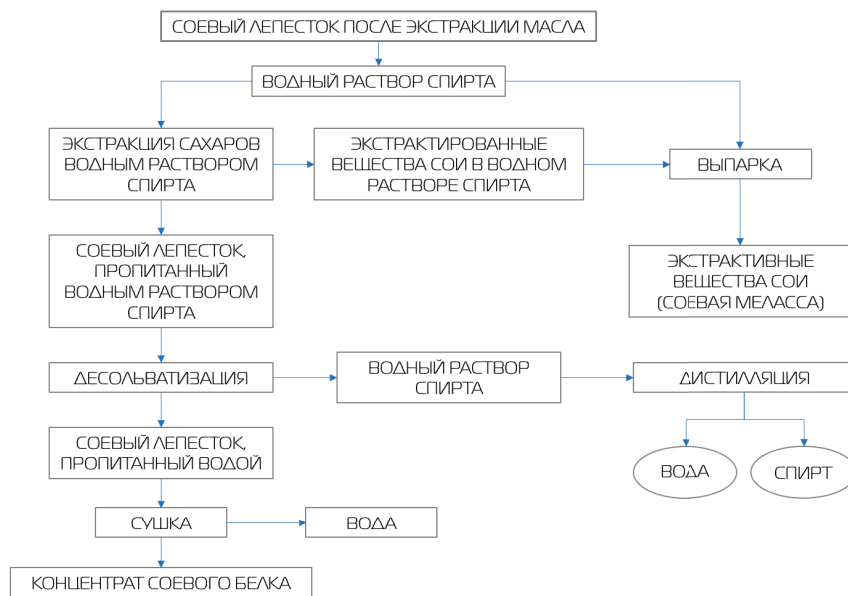 СОЕВЫЙ ЛЕПЕСТОК ПОСЛЕ ЭКСТРАКЦИИ МАСЛА
ВОДНЫЙ РАСТВОР СПИРТА
ЭКСТРАКЦИЯ САХАРОВ
ВОДНЫМ РАСТВОРОМ
СПИРТА
ЭКСТРАКТИРОВАННЫЕ
ВЕЩЕСТВА СОИ В ВОДНОМ
РАСТВОРЕ СПИРТА
ВЫПАРКА
СОЕВЫЙ ЛЕПЕСТОК,
ПРОПИТАННЫЙ
ВОДНЫМ РАСТВОРОМ
СПИРТА
ЭКСТРАКТИВНЫЕ
ВЕЩЕСТВА СОИ
(СОЕВАЯ МЕЛАССА)
ДЕСОЛЬВАТИЗАЦИЯ
ВОДНЫЙ РАСТВОР
СПИРТА
ДИСТИЛЛЯЦИЯ
СОЕВЫЙ ЛЕПЕСТОК,
ПРОПИТАННЫЙ ВОДОЙ
ВОДА
СПИРТ
СУШКА
ВОДА
КОНЦЕНТРАТ СОЕВОГО БЕЛКА